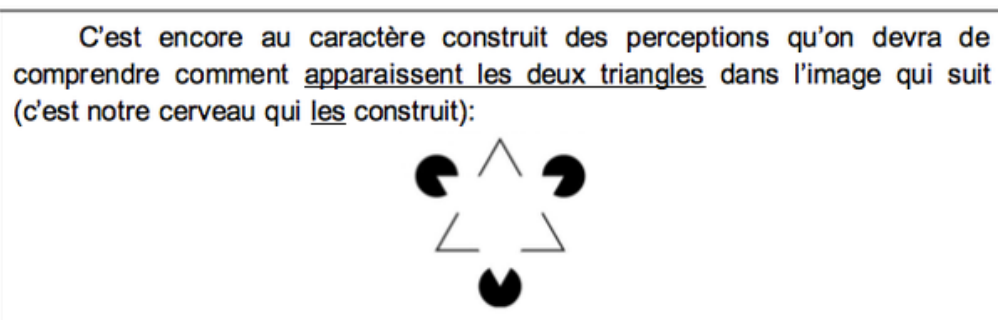 C'est encore au caractère construit des perceptions qu'on devra de
comprendre comment apparaissent les deux triangles dans l'image qui suit
(c'est notre cerveau qui les construit):